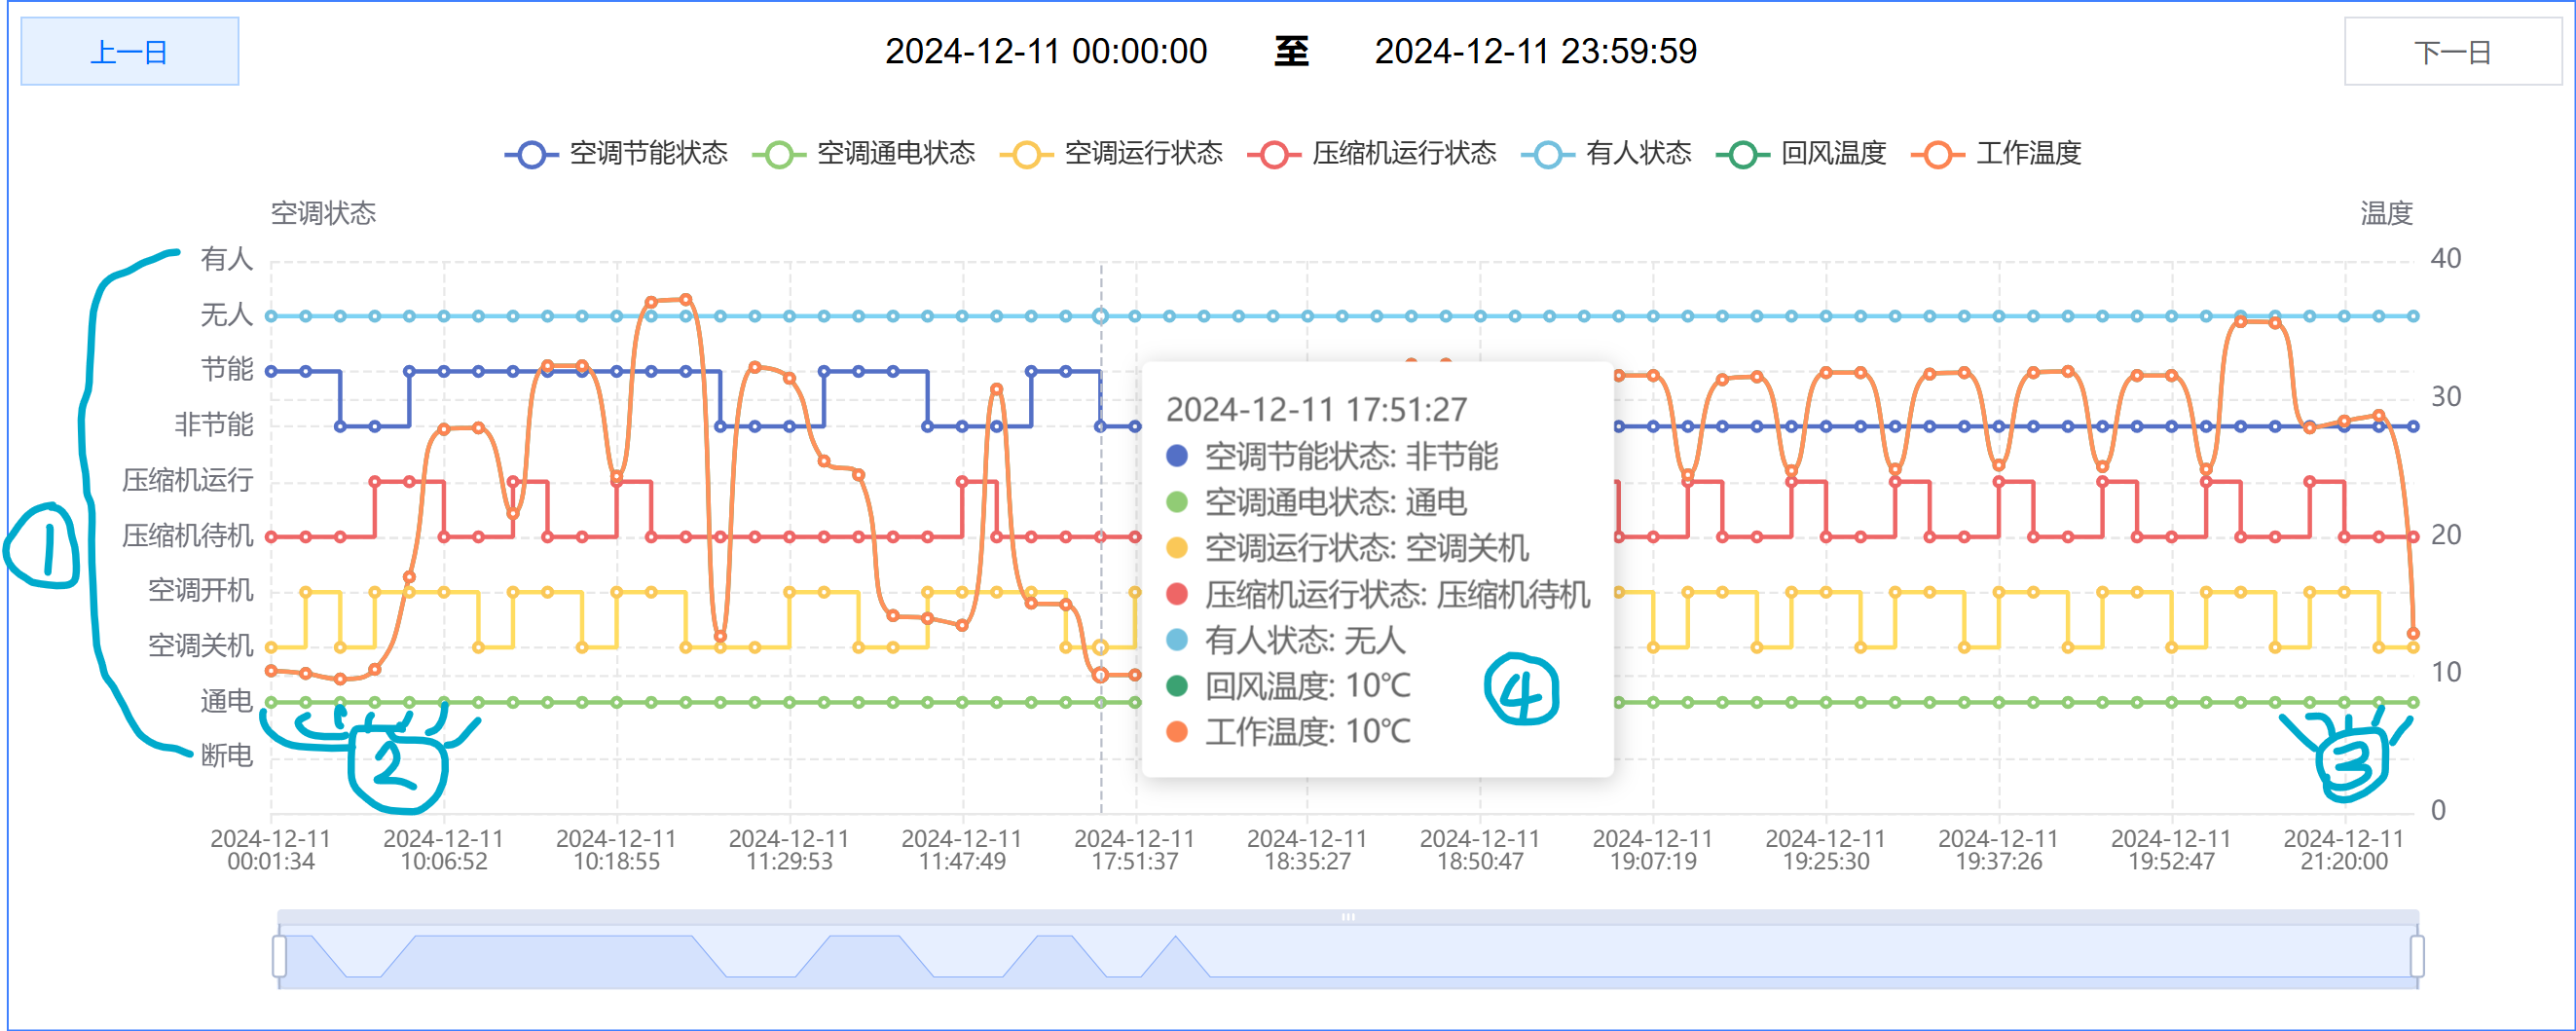 上一日
2024-12-11 00:00:00 至 2024-12-11 23:59:59
下一日
空调节能状态 空调通电状态 空调运行状态 压缩机运行状态 有人状态 回风温度 工作温度
空调状态
温度
有人
无人
节能
非节能
压缩机运行
压缩机待机
空调开机
空调关机
通电
断电
40
30
20
10
0
2024-12-11 17:51:27
空调节能状态: 非节能
空调通电状态: 通电
空调运行状态: 空调关机
压缩机运行状态: 压缩机待机
有人状态: 无人
回风温度: 10℃
工作温度: 10℃
1
2
3
4
2024-12-11
00:01:34
2024-12-11
10:06:52
2024-12-11
10:18:55
2024-12-11
11:29:53
2024-12-11
11:47:49
2024-12-11
17:51:37
2024-12-11
18:35:27
2024-12-11
18:50:47
2024-12-11
19:07:19
2024-12-11
19:25:30
2024-12-11
19:37:26
2024-12-11
19:52:47
2024-12-11
21:20:00